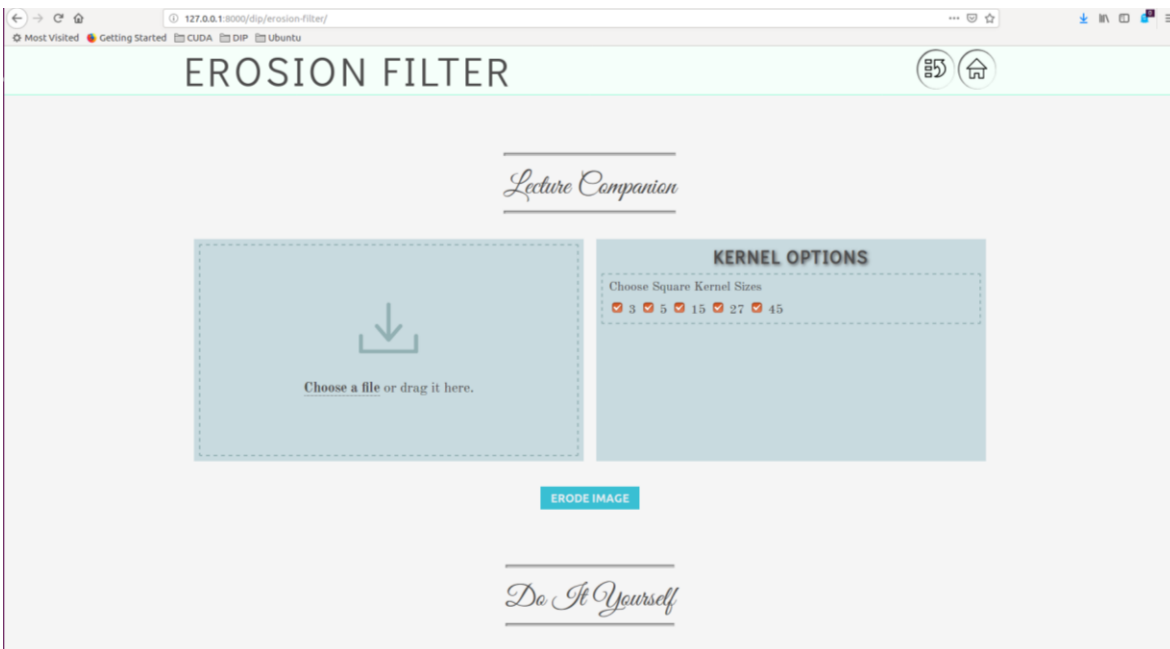 127.0.0.1:8000/dip/erosion-filter/
Most Visited Getting Started CUDA DIP Ubuntu
EROSION FILTER
Lecture Companion
KERNEL OPTIONS
Choose Square Kernel Sizes
3 5 15 27 45
Choose a file or drag it here.
ERODE IMAGE
Do It Yourself